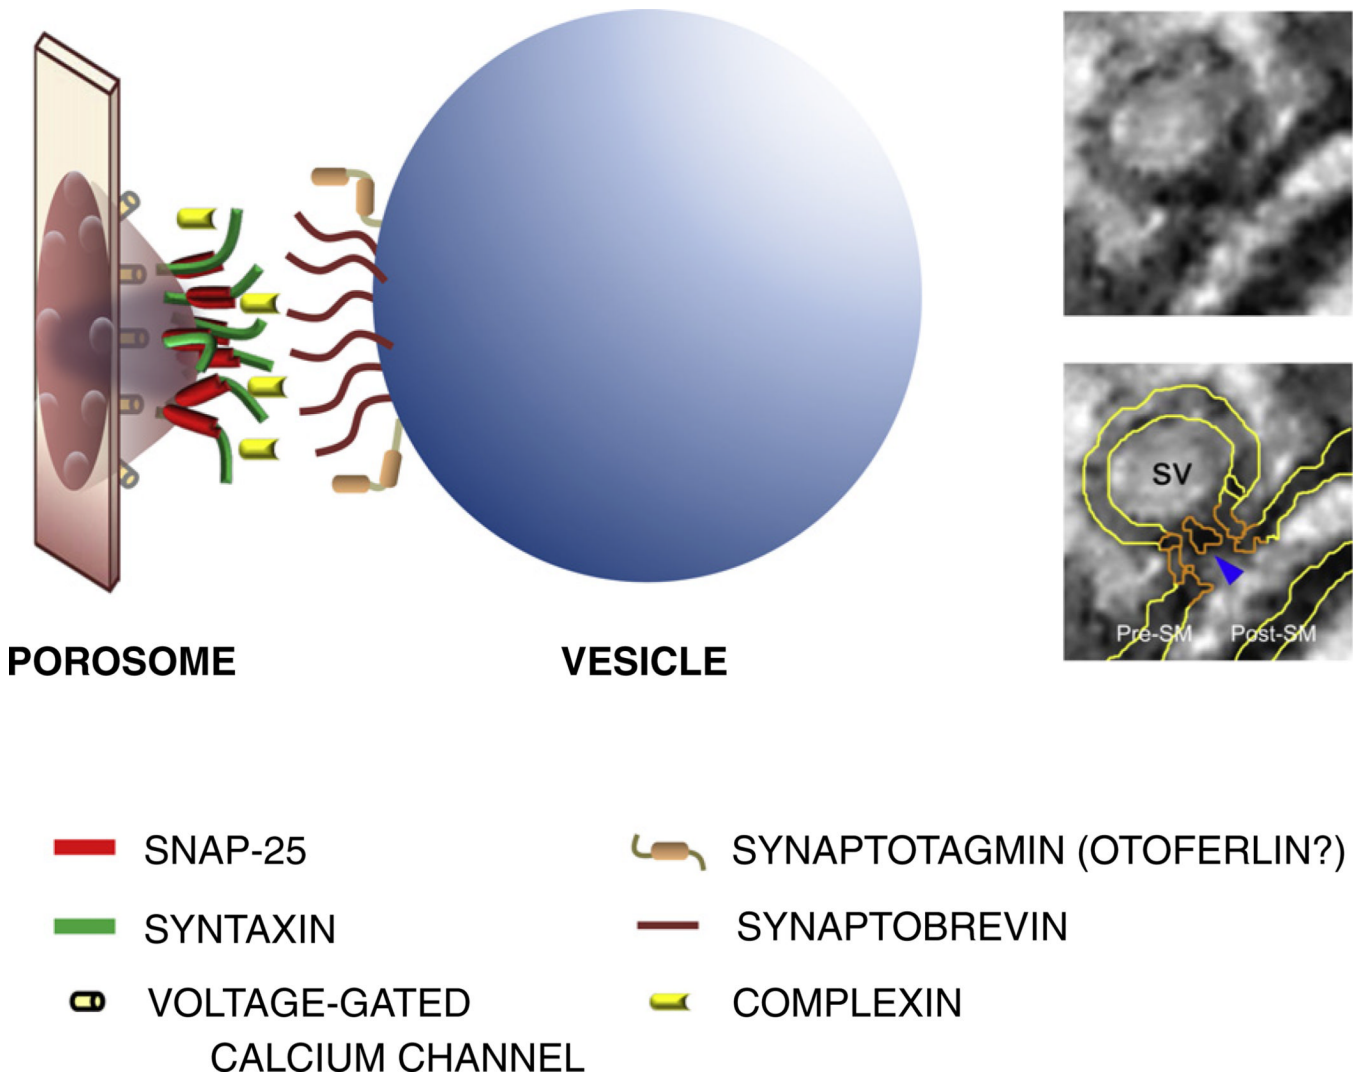 SV
Pre-SM
Post-SM
POROSOME
VESICLE
SNAP-25
SYNTAXIN
VOLTAGE-GATED
CALCIUM CHANNEL
SYNAPTOTAGMIN (OTOFERLIN?)
SYNAPTOBREVIN
COMPLEXIN